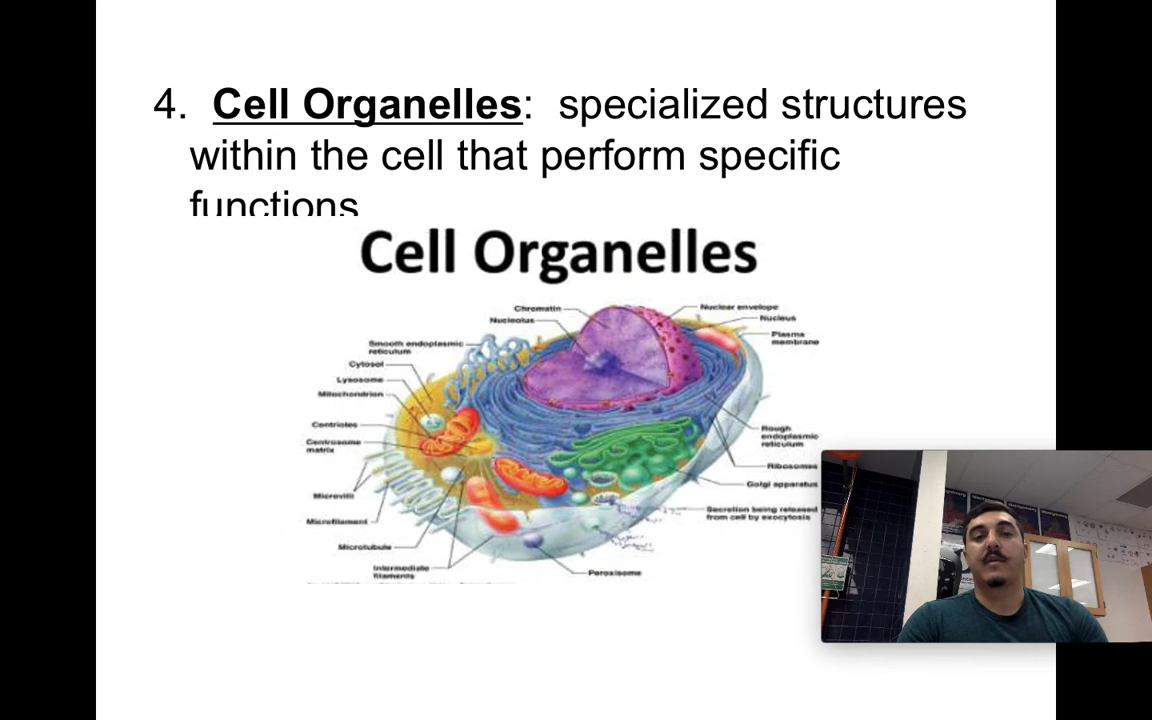 4. Cell Organelles: specialized structures
within the cell that perform specific
functions
Cell Organelles
Chromatin
Nucleolus
Smooth endoplasmic
reticulum
Cytosol
Lysosome
Mitochondrion
Centrioles
Centrosome
matrix
Microvilli
Microfilament
Microtubule
Intermediate
filaments
Nuclear envelope
Nucleus
Plasma
membrane
Rough
endoplasmic
reticulum
Ribosomes
Golgi apparatus
Secretion being released
from cell by exocytosis
Peroxisome